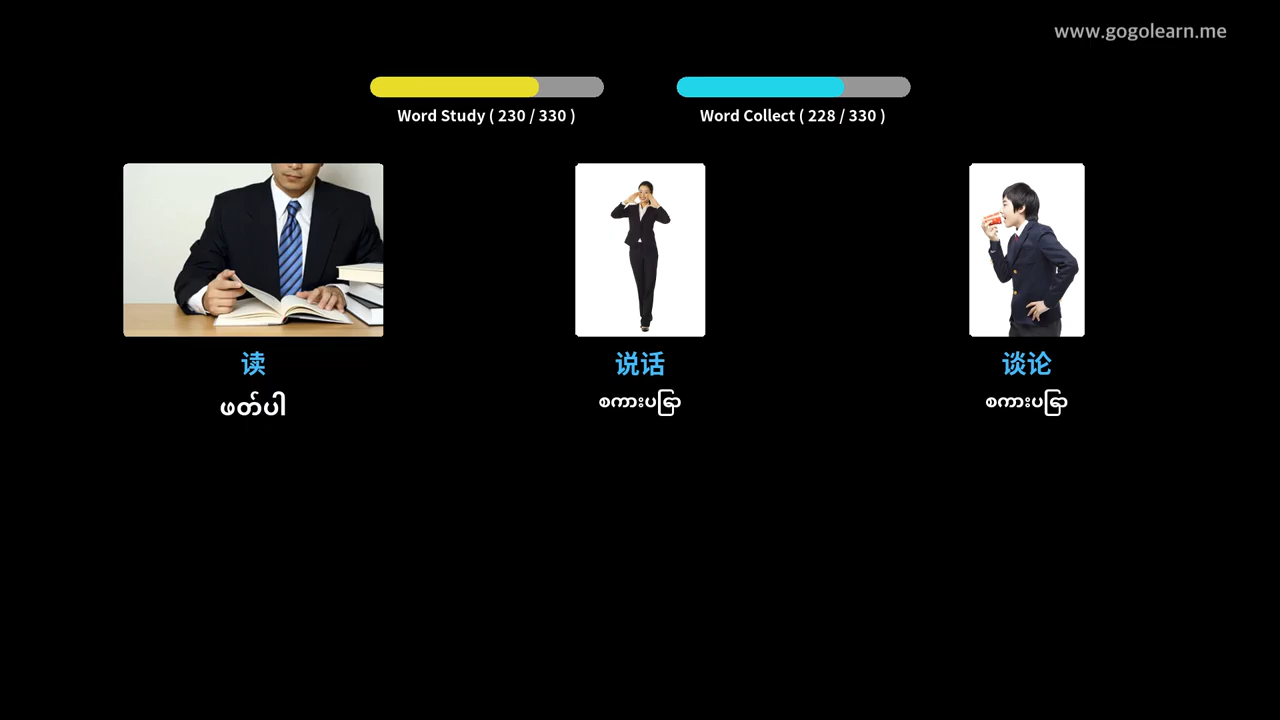 www.gogolearn.me
Word Study ( 230 / 330 )
Word Collect ( 228 / 330 )
读
说话
谈论
ဖတ်ပါ
စကားပြော
စကားပြော